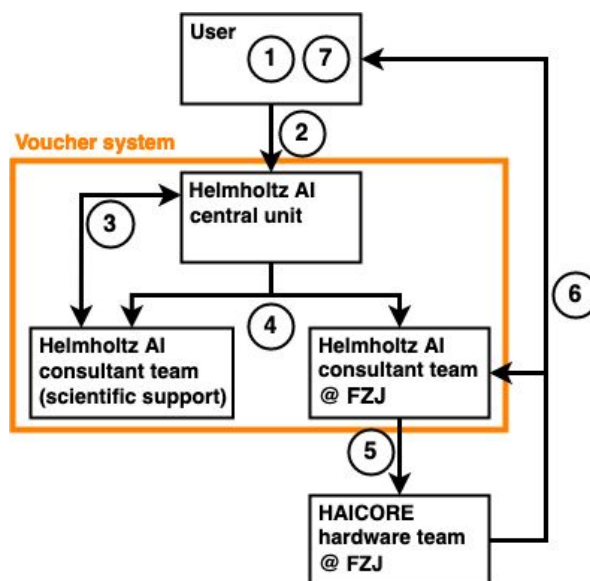 User
1 7
2
Voucher system
Helmholtz AI
central unit
3
4
6
Helmholtz AI
consultant team
(scientific support)
Helmholtz AI
consultant team
@ FZJ
5
HAICORE
hardware team
@ FZJ